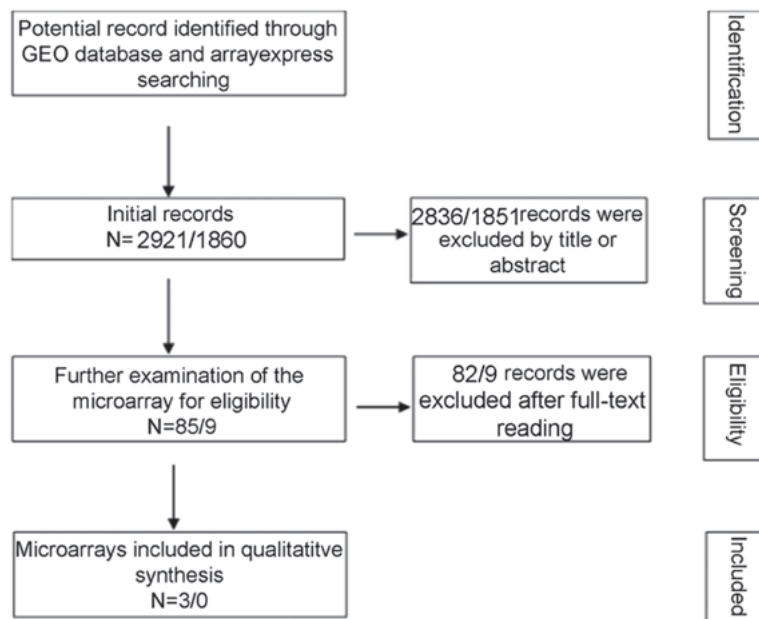 Potential record identified through
GEO database and arrayexpress
searching
Identification
Initial records
N= 2921/1860
2836/1851 records were
excluded by title or
abstract
Screening
Further examination of the
microarray for eligibility
N=85/9
82/9 records were
excluded after full-text
reading
Eligibility
Microarrays included in qualitatitve
synthesis
N=3/0
Included